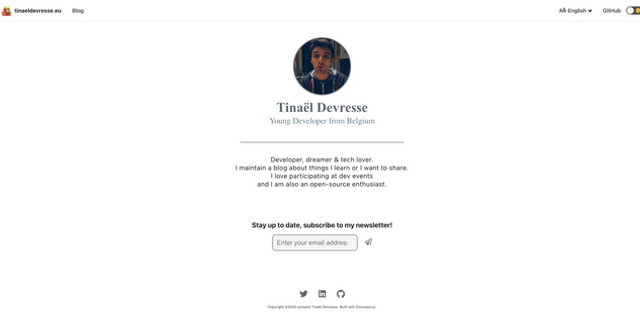 tinaeldevresse.eu
Blog
English
GitHub
Tinaël Devresse
Young Developer from Belgium
Developer, dreamer & tech lover.
I maintain a blog about things I learn or I want to share.
I love participating at dev events
and I am also an open-source enthusiast.
Stay up to date, subscribe to my newsletter!
Enter your email address
Copyright ©2020-present Tinaël Devresse. Built with Docusaurus.